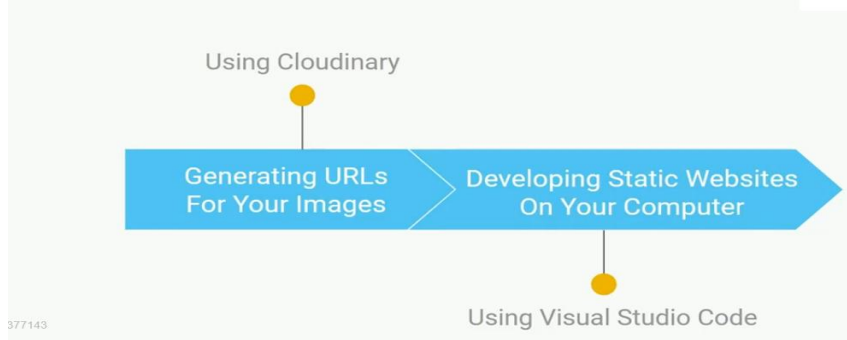 Using Cloudinary
Generating URLs
For Your Images
Developing Static Websites
On Your Computer
Using Visual Studio Code
377143